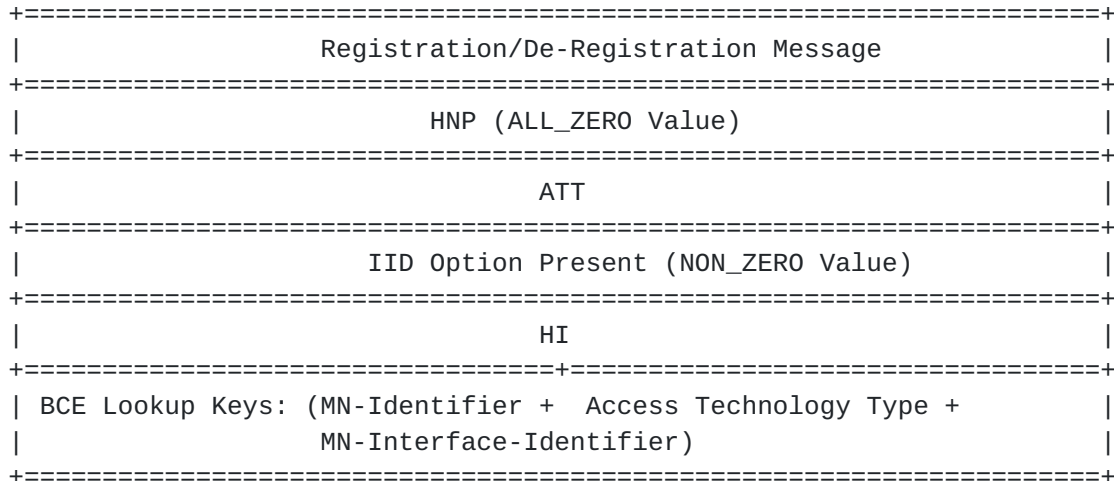 Registration/De-Registration Message
HNP (ALL_ZERO Value)
ATT
IID Option Present (NON_ZERO Value)
HI
BCE Lookup Keys: (MN-Identifier + Access Technology Type +
MN-Interface-Identifier)